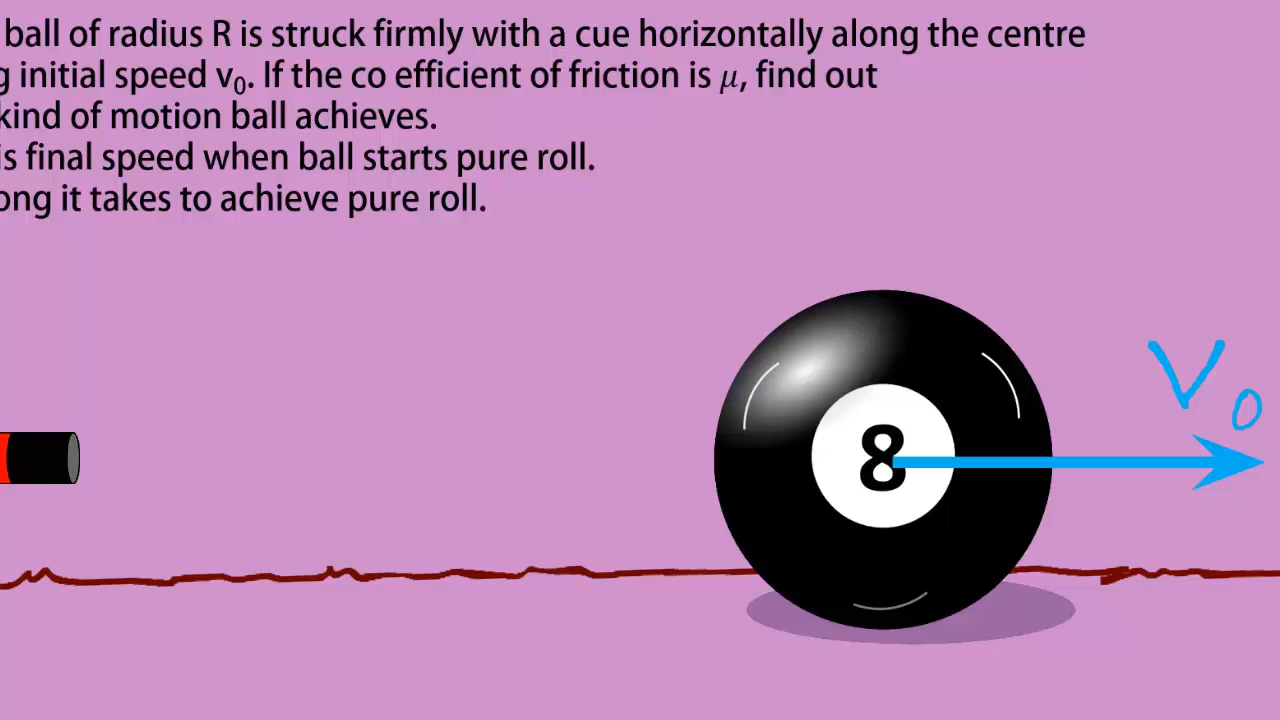 ball of radius R is struck firmly with a cue horizontally along the centre
initial speed v₀. If the co efficient of friction is μ, find out
kind of motion ball achieves.
is final speed when ball starts pure roll.
it takes to achieve pure roll.
V₀
8